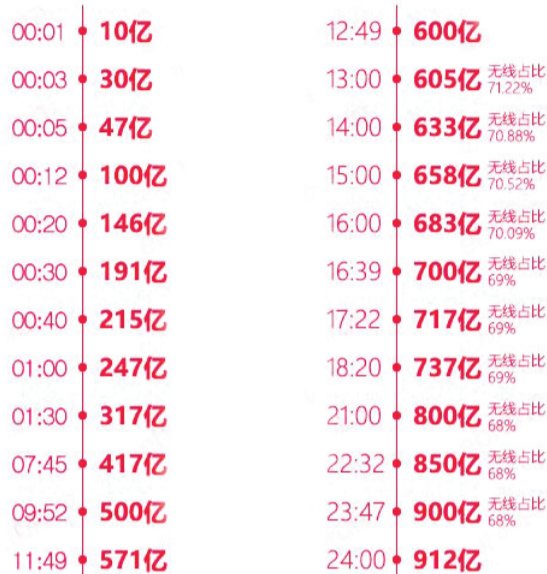 00:01 10亿
00:03 30亿
00:05 47亿
00:12 100亿
00:20 146亿
00:30 191亿
00:40 215亿
01:00 247亿
01:30 317亿
07:45 417亿
09:52 500亿
11:49 571亿
12:49 600亿
13:00 605亿 无线占比
71.22%
14:00 633亿 无线占比
70.88%
15:00 658亿 无线占比
70.52%
16:00 683亿 无线占比
70.09%
16:39 700亿 无线占比
69%
17:22 717亿 无线占比
69%
18:20 737亿 无线占比
69%
21:00 800亿 无线占比
68%
22:32 850亿 无线占比
68%
23:47 900亿 无线占比
68%
24:00 912亿